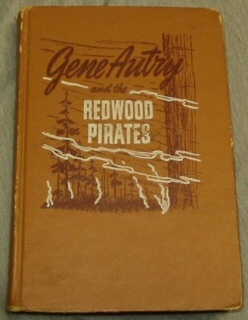 Gene Autry
and the
REDWOOD
PIRATES